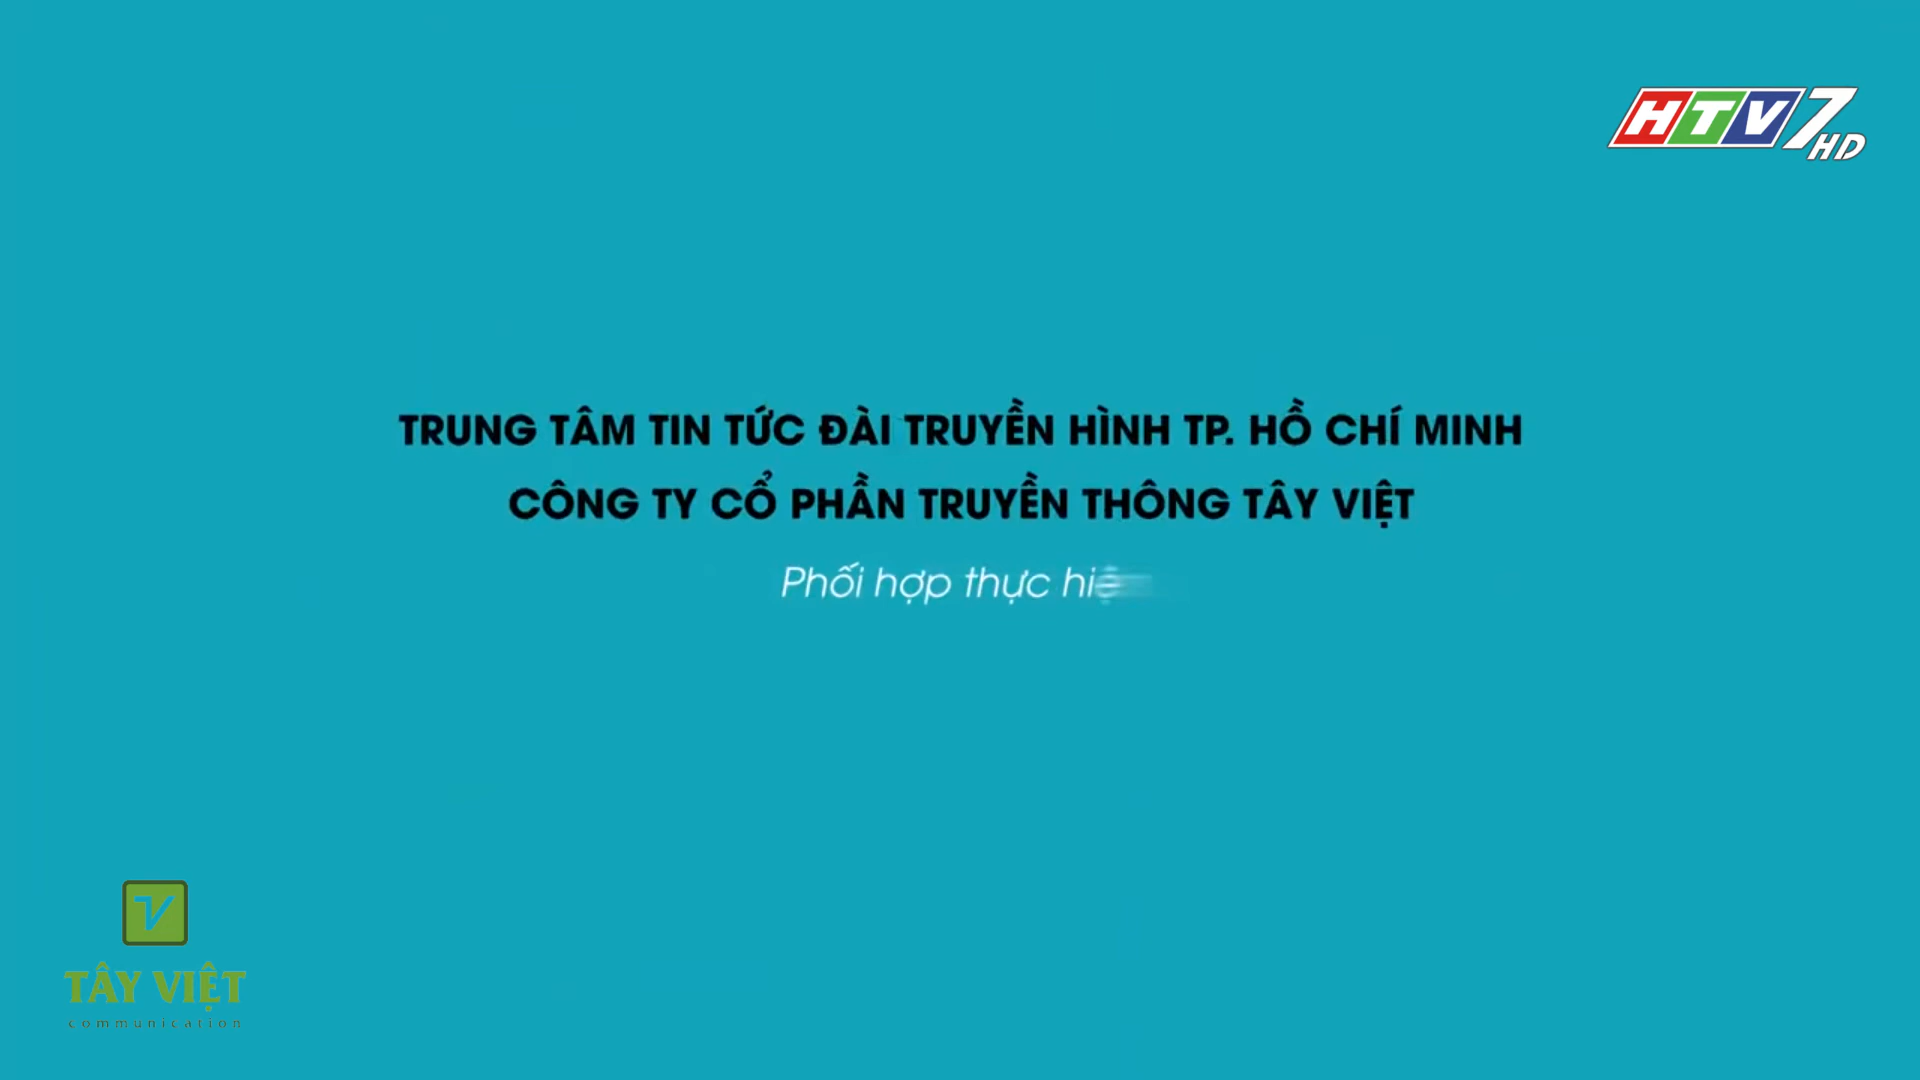 HTV7
HD
TRUNG TÂM TIN TỨC ĐÀI TRUYỀN HÌNH TP. HỒ CHÍ MINH
CÔNG TY CỔ PHẦN TRUYỀN THÔNG TÂY VIỆT
Phối hợp thực hiện
TÂY VIỆT
communication